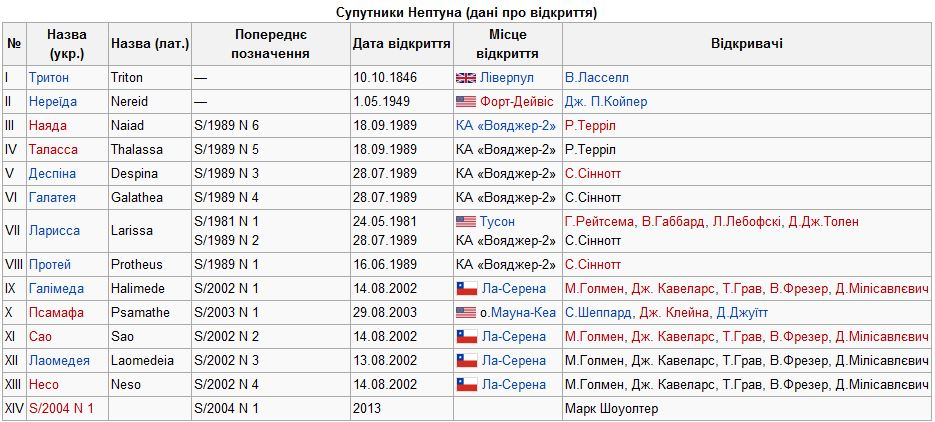 Супутники Нептуна (дані про відкриття)
№ Назва (укр.) Назва (лат.) Попереднє позначення Дата відкриття Місце відкриття Відкривачі
I Тритон Triton — 10.10.1846 Ліверпул В.Ласселл
II Нереїда Nereid — 1.05.1949 Форт-Дейвіс Дж. П.Койпер
III Наяда Naiad S/1989 N 6 18.09.1989 КА «Вояджер-2» Р.Терріл
IV Таласса Thalassa S/1989 N 5 18.09.1989 КА «Вояджер-2» Р.Терріл
V Деспіна Despina S/1989 N 3 28.07.1989 КА «Вояджер-2» С.Сіннотт
VI Галатея Galathea S/1989 N 4 28.07.1989 КА «Вояджер-2» С.Сіннотт
VII Ларисса Larissa S/1981 N 1 24.05.1981 Тусон Г.Рейтсема, В.Габбард, Л.Лебофскі, Д.Дж.Толен
S/1989 N 2 28.07.1989 КА «Вояджер-2» С.Сіннотт
VIII Протей Protheus S/1989 N 1 16.06.1989 КА «Вояджер-2» С.Сіннотт
IX Галімеда Halimede S/2002 N 1 14.08.2002 Ла-Серена М.Голмен, Дж. Кавеларс, Т.Грав, В.Фрезер, Д.Мілісавлєвич
X Псамафа Psamathe S/2003 N 1 29.08.2003 о.Мауна-Кеа С.Шеппард, Дж. Клейна, Д.Джуїтт
XI Сао Sao S/2002 N 2 14.08.2002 Ла-Серена М.Голмен, Дж. Кавеларс, Т.Грав, В.Фрезер, Д.Мілісавлєвич
XII Лаомедея Laomedeia S/2002 N 3 14.08.2002 Ла-Серена М.Голмен, Дж. Кавеларс, Т.Грав, В.Фрезер, Д.Мілісавлєвич
XIII Несо Neso S/2002 N 4 14.08.2002 Ла-Серена М.Голмен, Дж. Кавеларс, Т.Грав, В.Фрезер, Д.Мілісавлєвич
XIV S/2004 N 1 S/2004 N 1 2013 Марк Шоуолтер